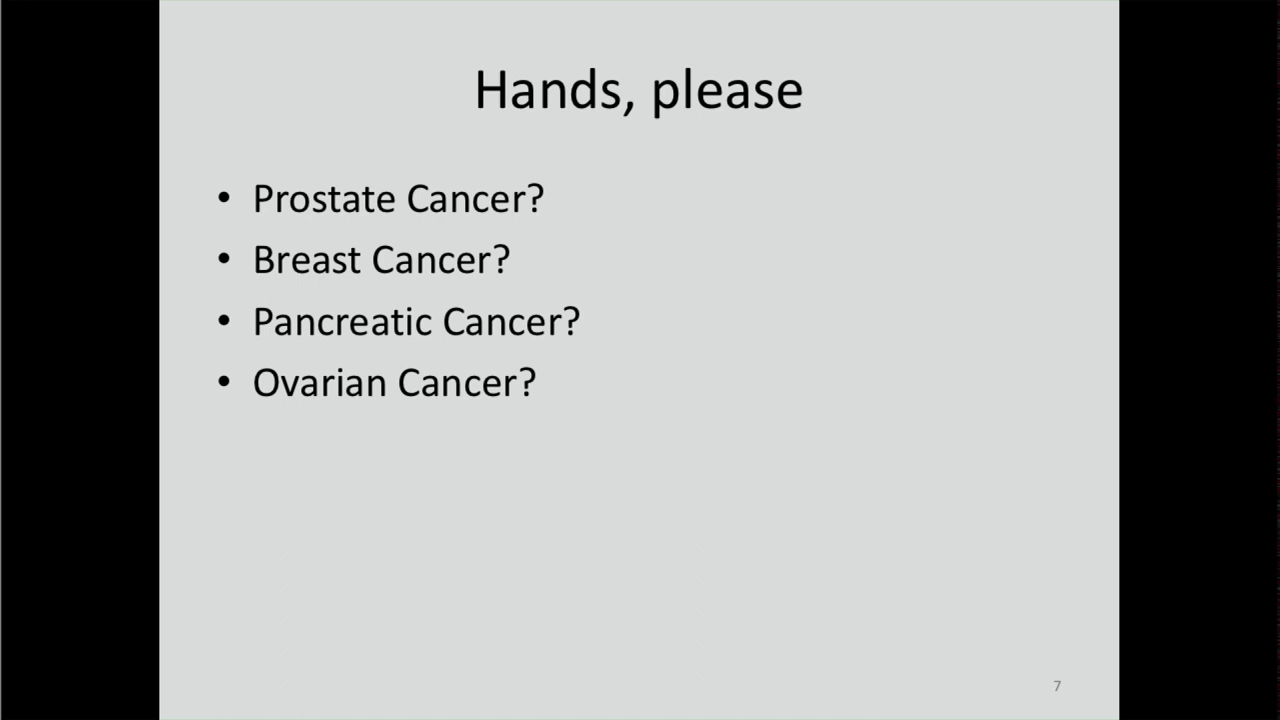 Hands, please
• Prostate Cancer?
• Breast Cancer?
• Pancreatic Cancer?
• Ovarian Cancer?
7